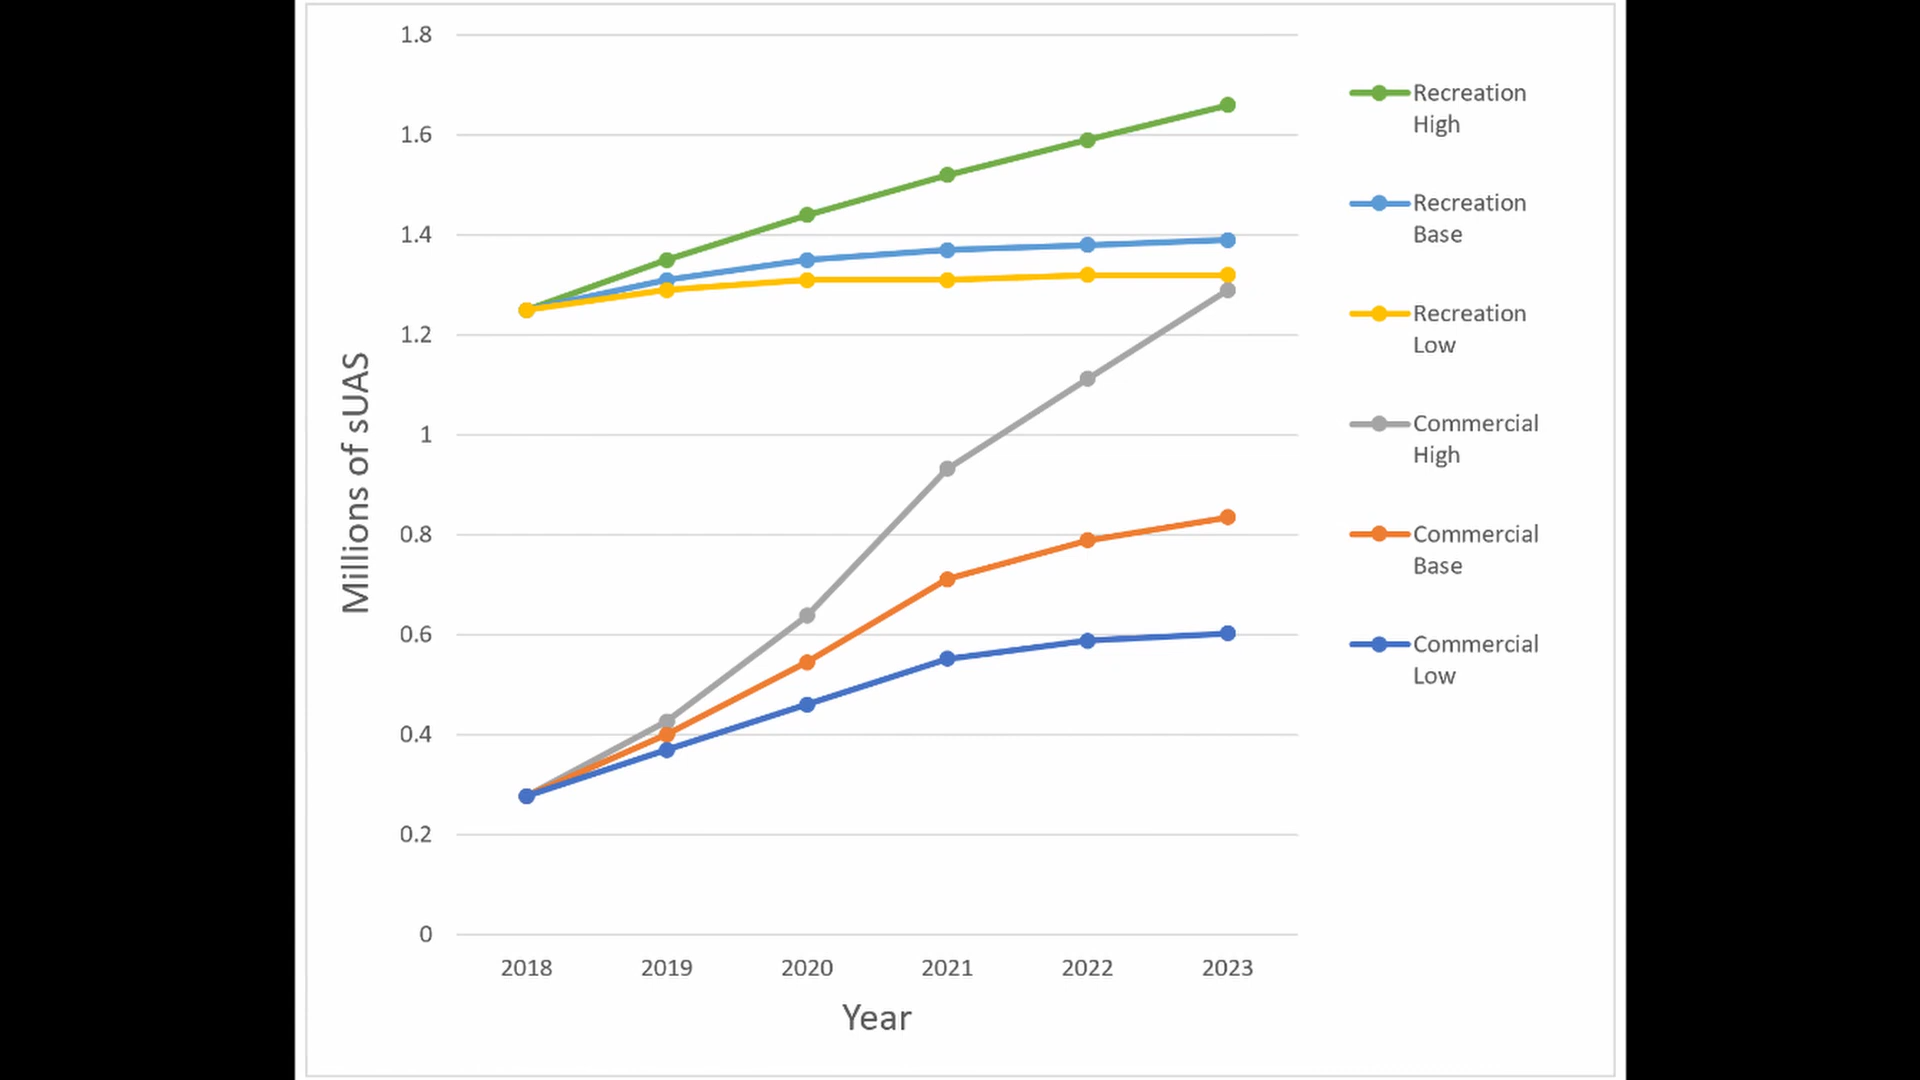 1.8
1.6
1.4
1.2
1
0.8
0.6
0.4
0.2
0
Millions of sUAS
2018 2019 2020 2021 2022 2023
Year
Recreation
High
Recreation
Base
Recreation
Low
Commercial
High
Commercial
Base
Commercial
Low